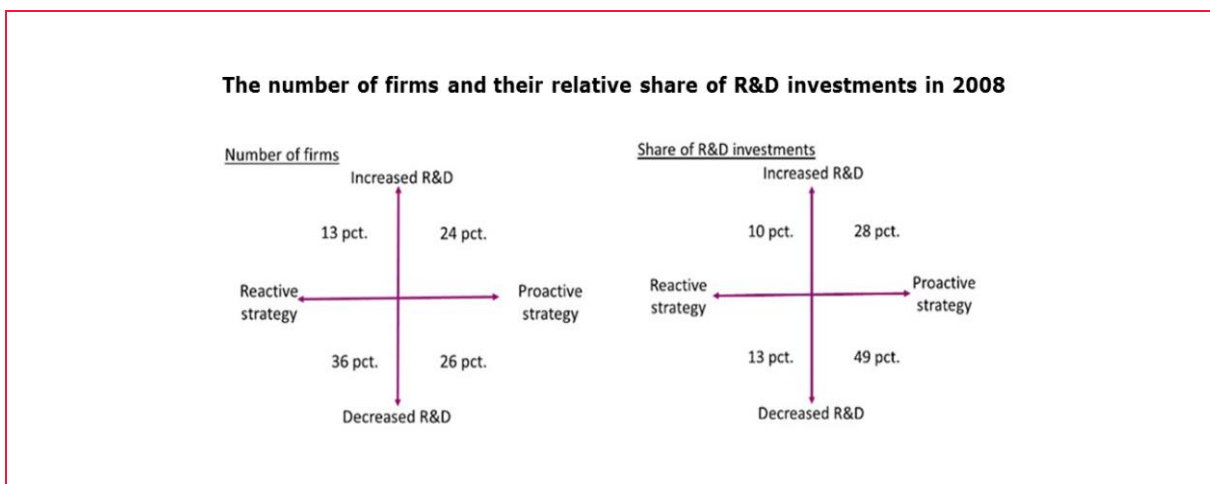 The number of firms and their relative share of R&D investments in 2008
Number of firms
Increased R&D
13 pct.
24 pct.
Reactive
strategy
Proactive
strategy
36 pct.
26 pct.
Decreased R&D
Share of R&D investments
Increased R&D
10 pct.
28 pct.
Reactive
strategy
Proactive
strategy
13 pct.
49 pct.
Decreased R&D